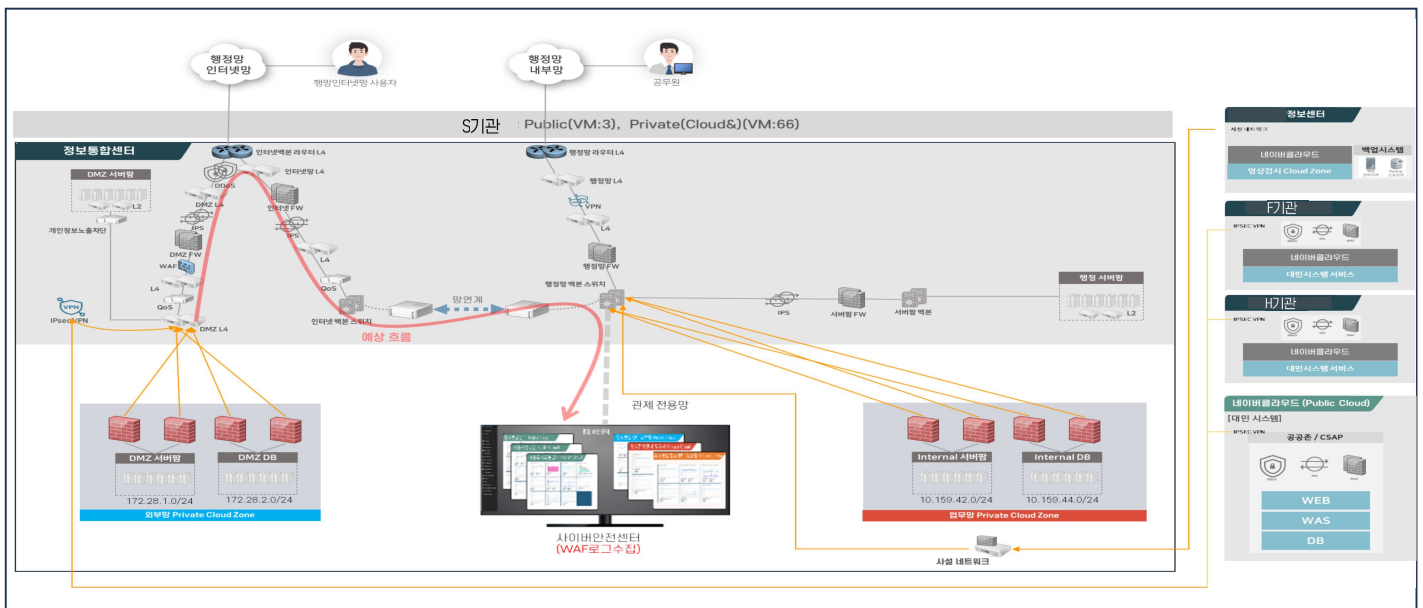 행정망
인터넷망
행망인터넷망 사용자
행정망
내부망
공무원
S기관 : Public(VM:3), Private(Cloud&)(VM:66)
정보통합센터
DMZ 서버팜
L2
개인정보노출차단
인터넷백본 라우터 L4
DDoS
DMZ L4
IPS
DMZ FW
WAF
L4
QoS
DMZ L4
VPN
IPsec VPN
인터넷망 L4
인터넷 FW
IPS
L4
QoS
인터넷 백본 스위치
예상 흐름
망연계
행정망 라우터 L4
행정망 L4
VPN
L4
행정망 FW
행정망 백본 스위치
IPS
서버팜 FW
서버팜 백본
행정 서버팜
L2
관제 전용망
DMZ 서버팜
172.28.1.0/24
DMZ DB
172.28.2.0/24
외부망 Private Cloud Zone
사이버안전센터
(WAF로그수집)
Internal 서버팜
10.159.42.0/24
Internal DB
10.159.44.0/24
업무망 Private Cloud Zone
사설 네트워크
정보센터
사설 네트워크
네이버클라우드
영상감시 Cloud Zone
백업시스템
F기관
IPSEC VPN
네이버클라우드
대민시스템 서비스
H기관
IPSEC VPN
네이버클라우드
대민시스템 서비스
네이버클라우드 (Public Cloud)
[대민 시스템]
IPSEC VPN
공공존 / CSAP
WEB
WAS
DB